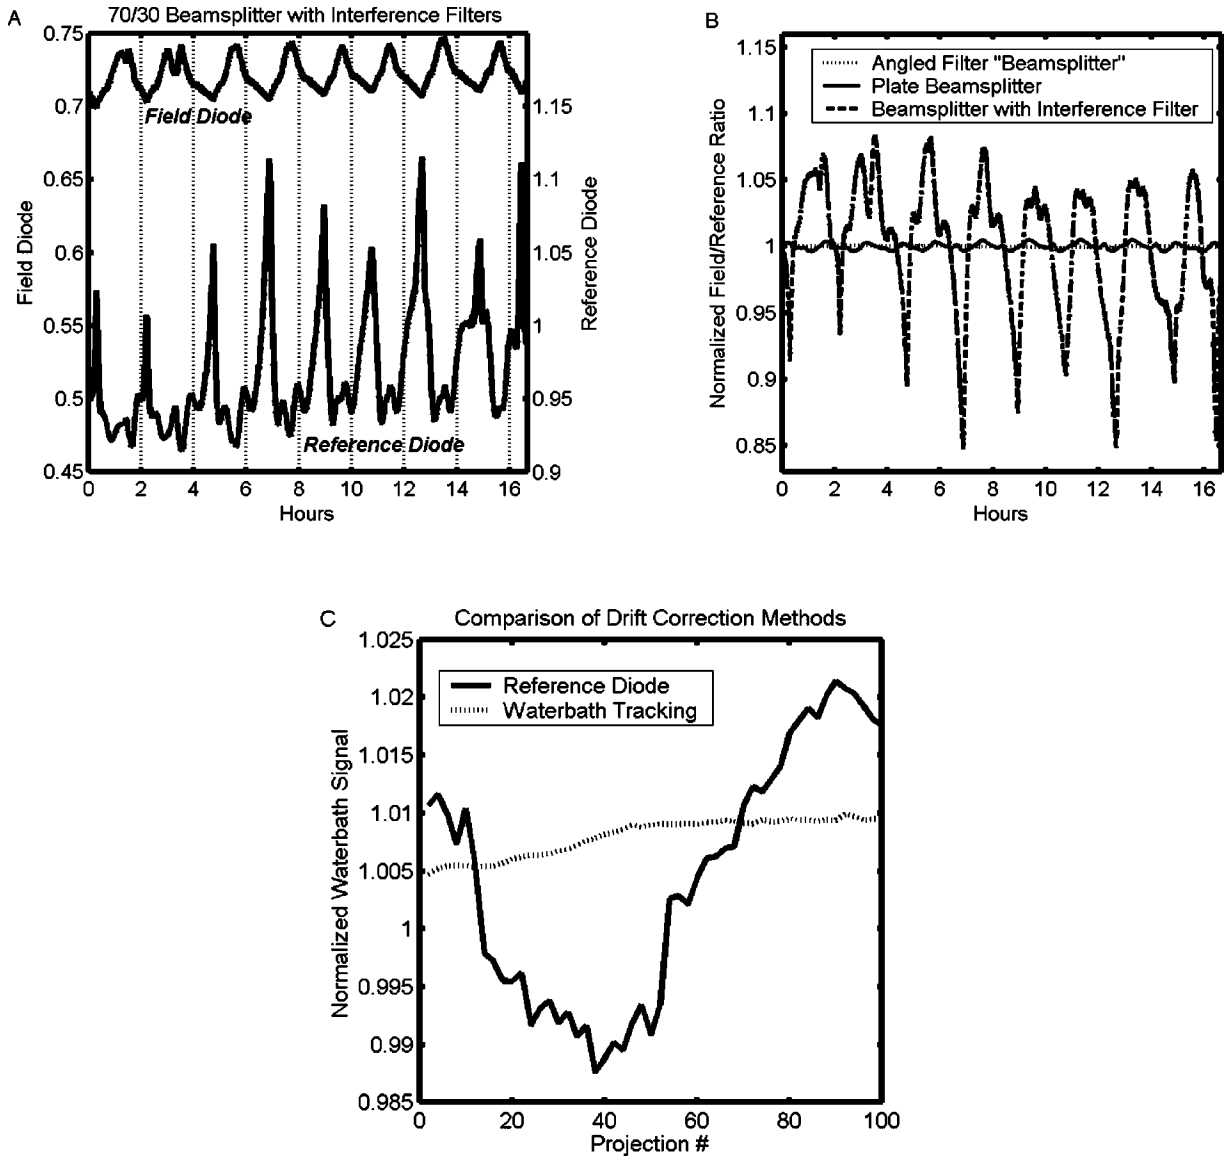 A
70/30 Beamsplitter with Interference Filters
0.75
0.7
0.65
0.6
0.55
0.5
0.45
Field Diode
1.15
1.1
1.05
1
0.95
0.9
Reference Diode
Field Diode
Reference Diode
0 2 4 6 8 10 12 14 16
Hours
B
1.15
1.1
1.05
1
0.95
0.9
0.85
Normalized Field/Reference Ratio
Angled Filter "Beamsplitter"
Plate Beamsplitter
Beamsplitter with Interference Filter
0 2 4 6 8 10 12 14 16
Hours
C
Comparison of Drift Correction Methods
1.025
1.02
1.015
1.01
1.005
1
0.995
0.99
0.985
Normalized Waterbath Signal
Reference Diode
Waterbath Tracking
0 20 40 60 80 100
Projection #